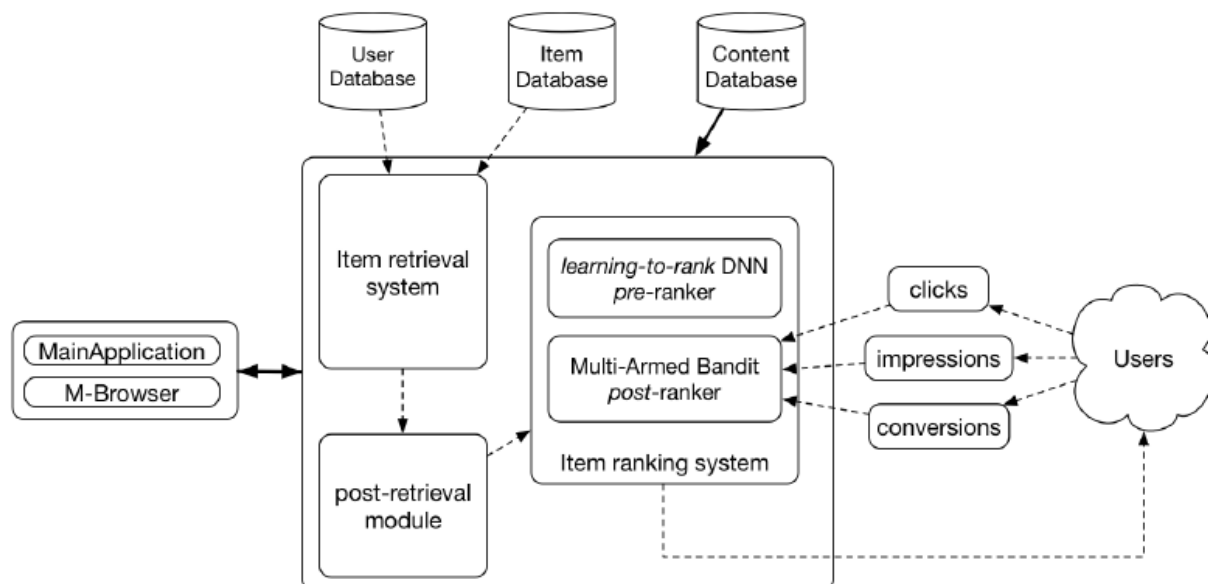 User
Database
Item
Database
Content
Database
Item retrieval
system
learning-to-rank DNN
pre-ranker
clicks
MainApplication
M-Browser
Multi-Armed Bandit
post-ranker
impressions
Users
conversions
Item ranking system
post-retrieval
module